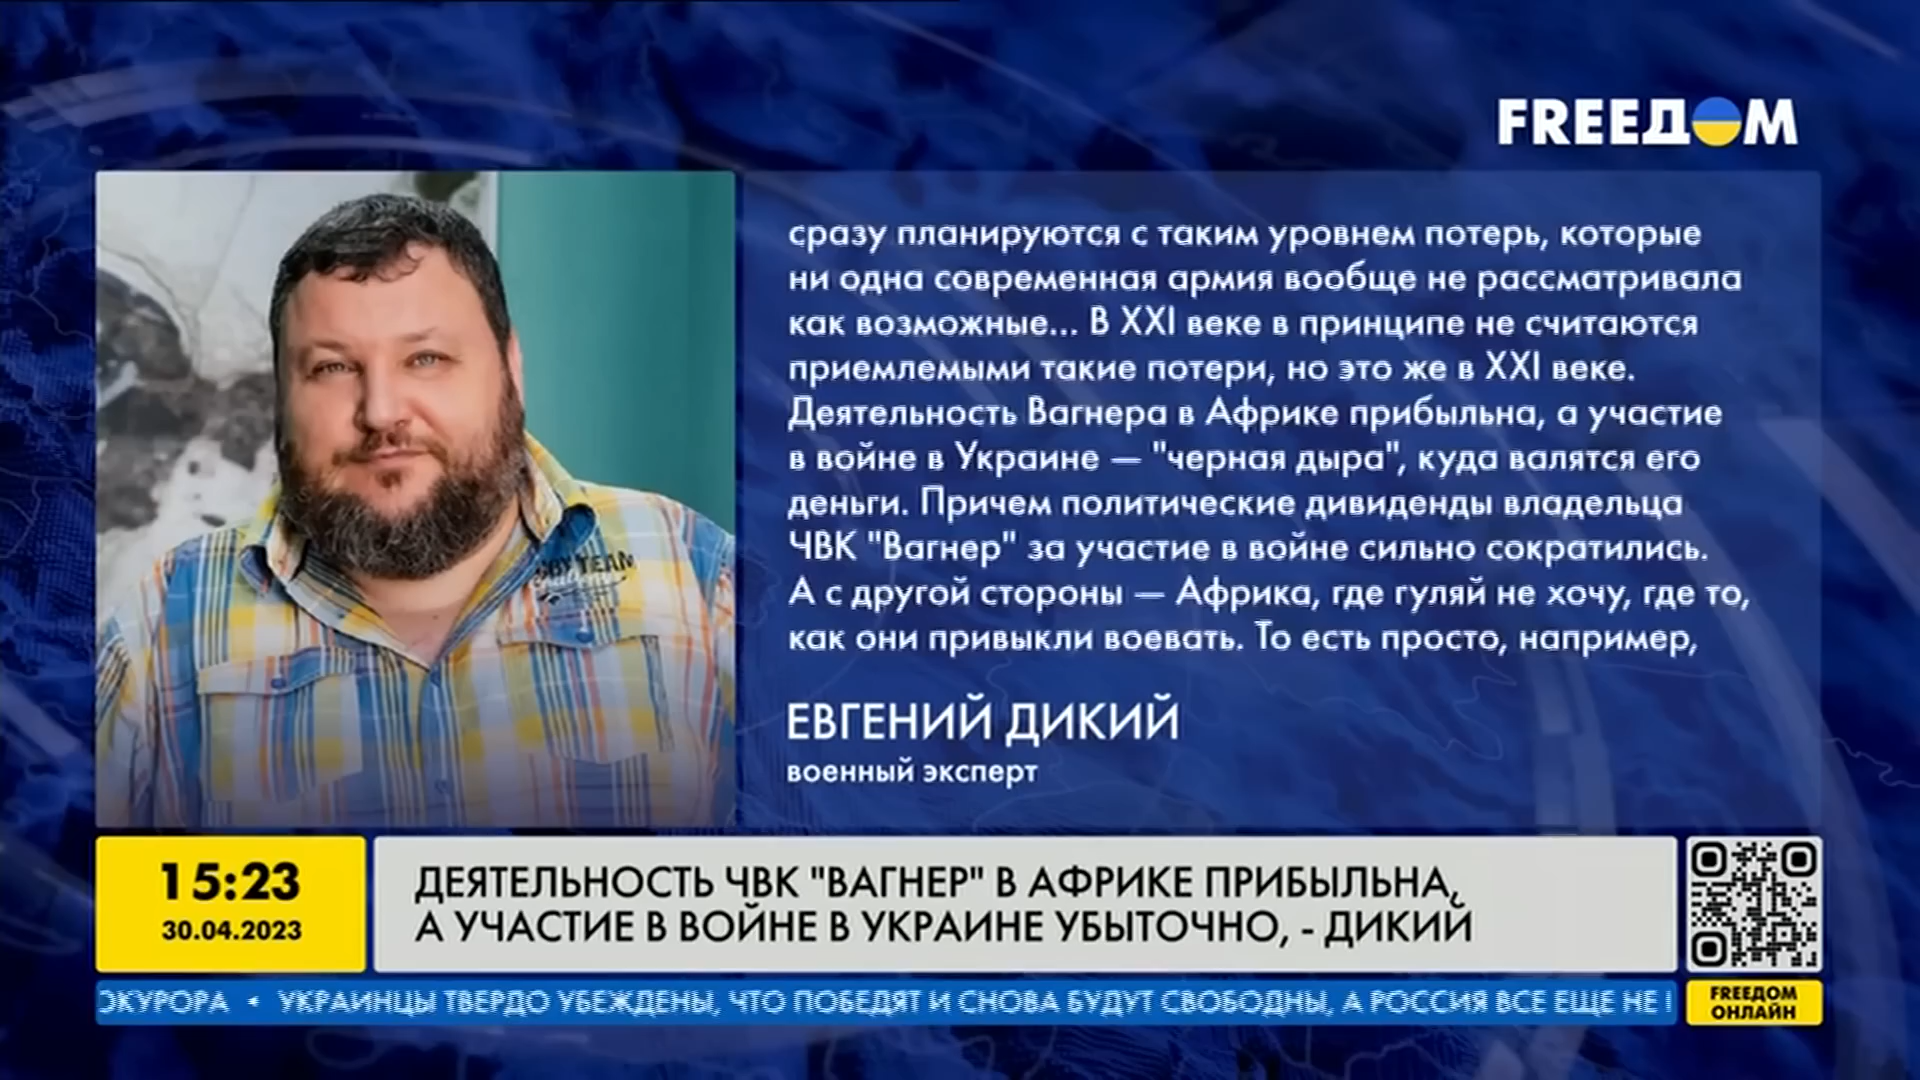 FREEДОМ
сразу планируются с таким уровнем потерь, которые
ни одна современная армия вообще не рассматривала
как возможные... В XXI веке в принципе не считаются
приемлемыми такие потери, но это же в XXI веке.
Деятельность Вагнера в Африке прибыльна, а участие
в войне в Украине — "черная дыра", куда валятся его
деньги. Причем политические дивиденды владельца
ЧВК "Вагнер" за участие в войне сильно сократились.
А с другой стороны — Африка, где гуляй не хочу, где то,
как они привыкли воевать. То есть просто, например,
ЕВГЕНИЙ ДИКИЙ
военный эксперт
15:23
30.04.2023
ДЕЯТЕЛЬНОСТЬ ЧВК "ВАГНЕР" В АФРИКЕ ПРИБЫЛЬНА,
А УЧАСТИЕ В ВОЙНЕ В УКРАИНЕ УБЫТОЧНО, - ДИКИЙ
ОКУРОРА • УКРАИНЦЫ ТВЕРДО УБЕЖДЕНЫ, ЧТО ПОБЕДЯТ И СНОВА БУДУТ СВОБОДНЫ, А РОССИЯ ВСЕ ЕЩЕ НЕ
FREEДОМ
ОНЛАЙН